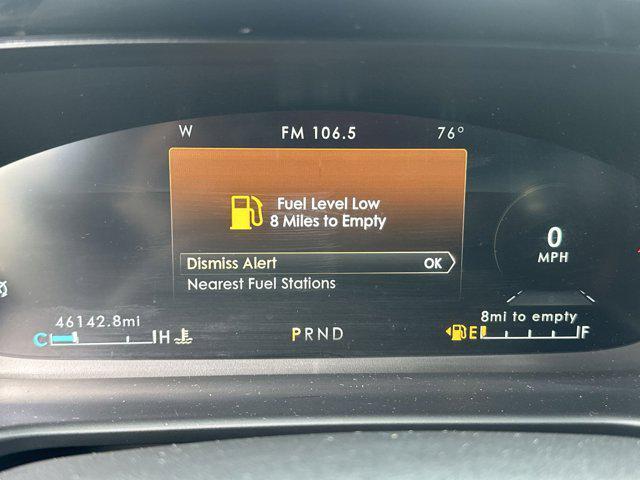 W FM 106.5 76°
Fuel Level Low
8 Miles to Empty
Dismiss Alert OK
Nearest Fuel Stations
0
MPH
46142.8mi
8mi to empty
C H PRND E F